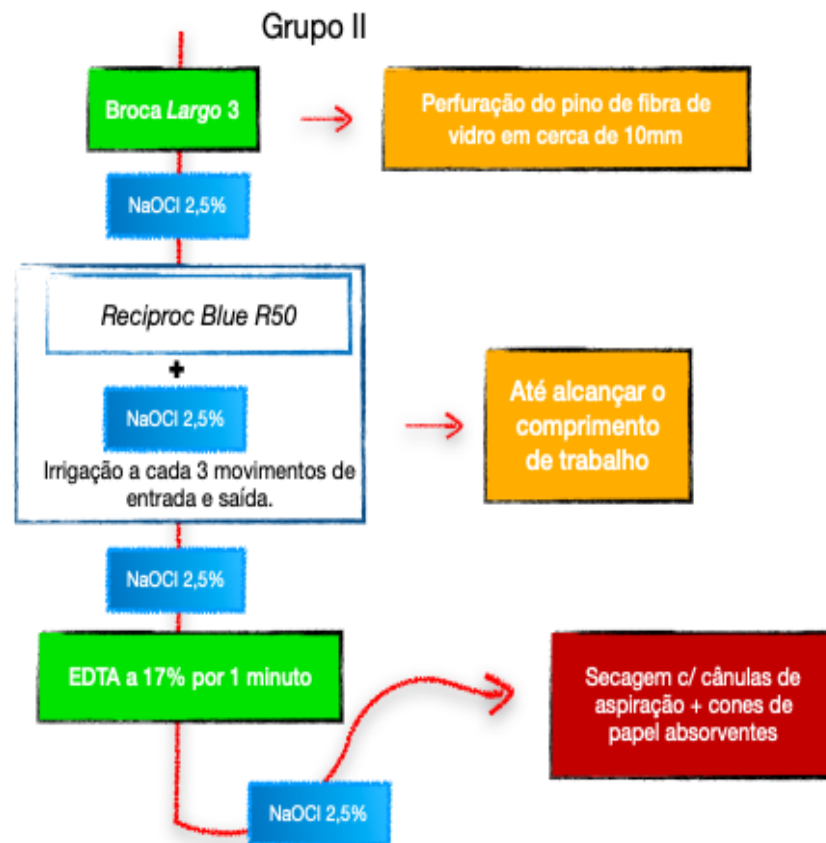 Grupo II
Broca Largo 3
Perfuração do pino de fibra de
vidro em cerca de 10mm
NaOCl 2,5%
Reciproc Blue R50
+
NaOCl 2,5%
Irrigação a cada 3 movimentos de
entrada e saída.
Até alcançar o
comprimento
de trabalho
NaOCl 2,5%
EDTA a 17% por 1 minuto
Secagem c/ cânulas de
aspiração + cones de
papel absorventes
NaOCl 2,5%